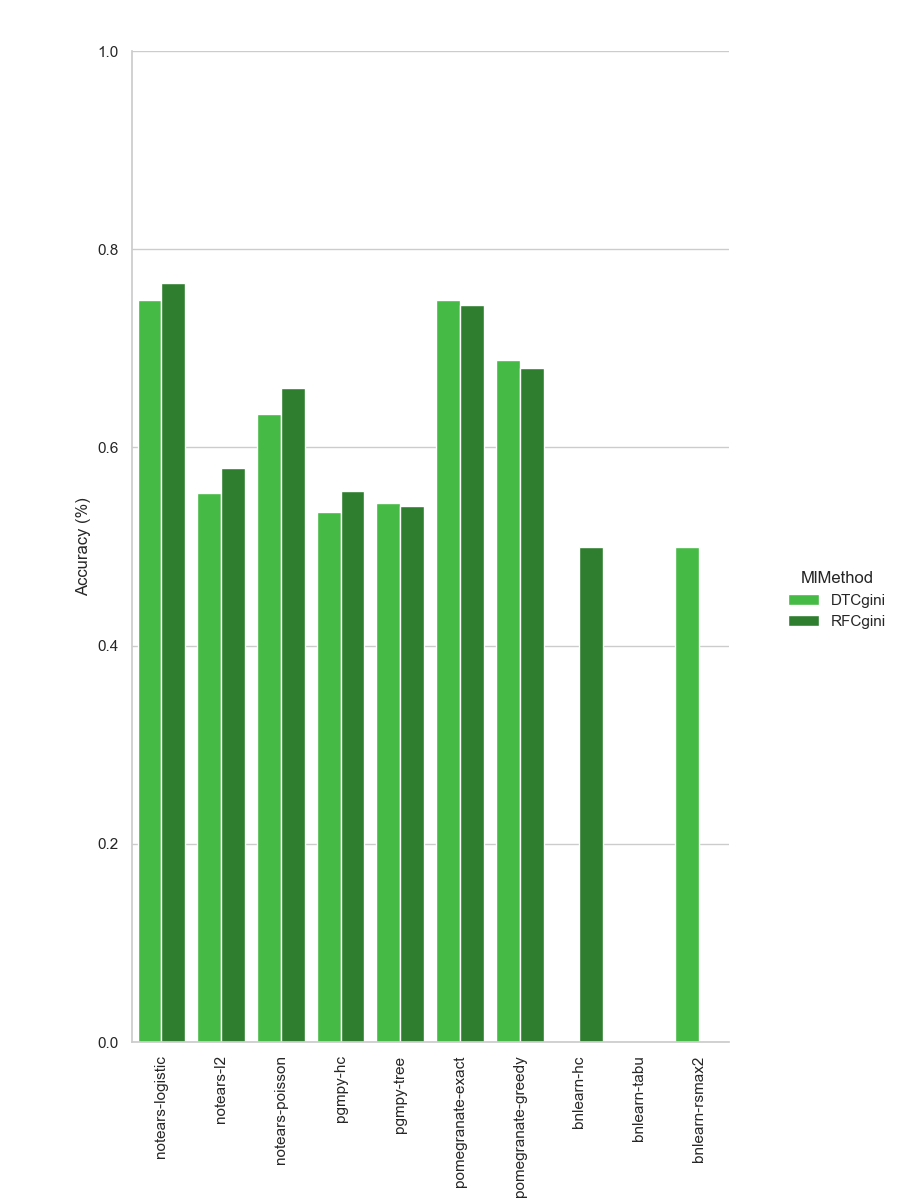 1.0
0.8
0.6
0.4
0.2
0.0
Accuracy (%)
notears-logistic
notears-l2
notears-poisson
pgmpy-hc
pgmpy-tree
pomegranate-exact
pomegranate-greedy
bnlearn-hc
bnlearn-tabu
bnlearn-rsmax2
MIMethod
DTCgini
RFCgini